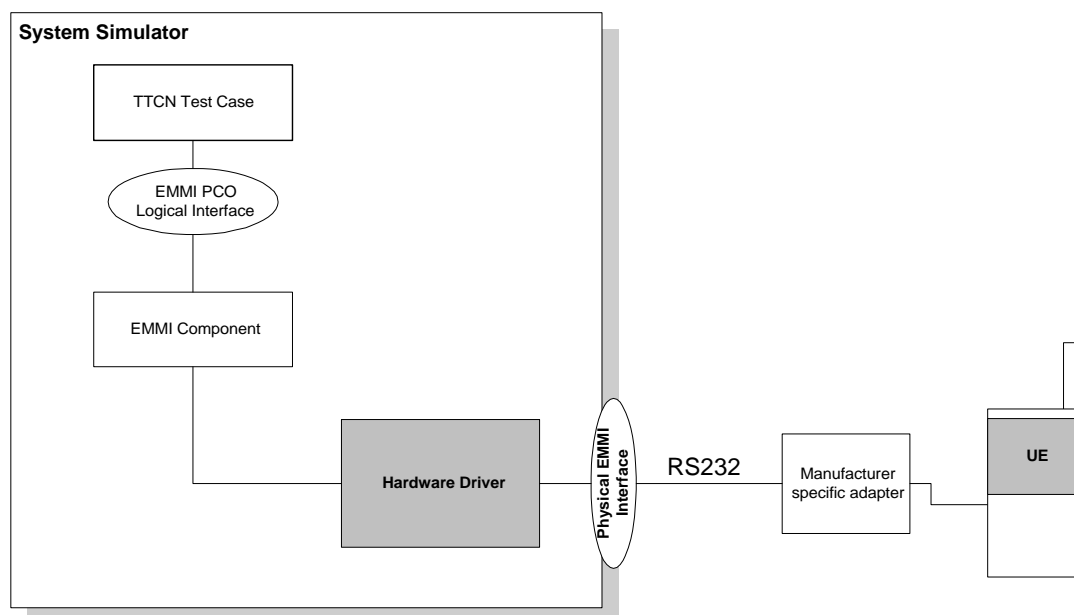 System Simulator
TTCN Test Case
EMMI PCO
Logical Interface
EMMI Component
Hardware Driver
Physical EMMI
Interface
RS232
Manufacturer
specific adapter
UE